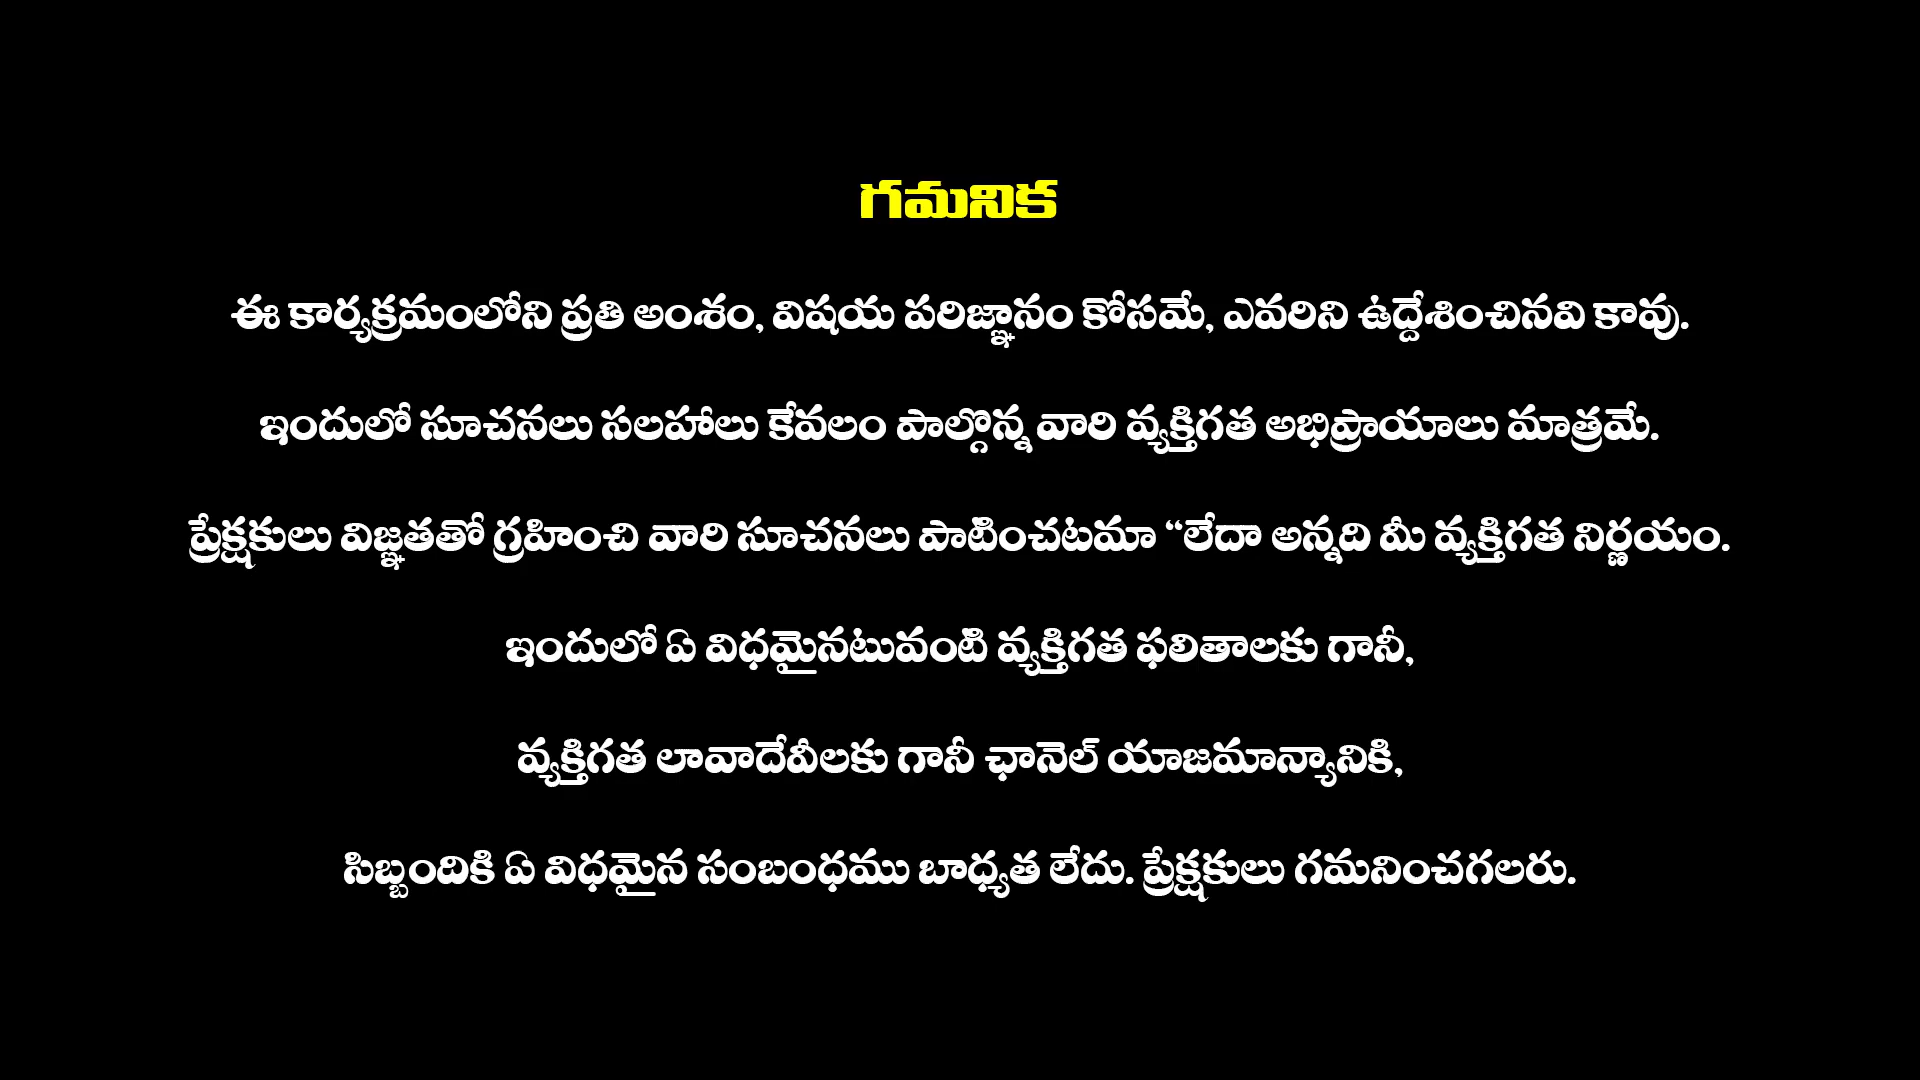 గమనిక
ఈ కార్యక్రమంలోని ప్రతి అంశం, విషయ పరిజ్ఞానం కోసమే, ఎవరిని ఉద్దేశించినవి కావు.
ఇందులో సూచనలు సలహాలు కేవలం పాల్గొన్న వారి వ్యక్తిగత అభిప్రాయాలు మాత్రమే.
ప్రేక్షకులు విజ్ఞతతో గ్రహించి వారి సూచనలు పాటించటమా “లేదా అన్నది మీ వ్యక్తిగత నిర్ణయం.
ఇందులో ఏ విధమైనటువంటి వ్యక్తిగత ఫలితాలకు గానీ,
వ్యక్తిగత లావాదేవీలకు గానీ ఛానెల్ యాజమాన్యానికి,
సిబ్బందికి ఏ విధమైన సంబంధము బాధ్యత లేదు. ప్రేక్షకులు గమనించగలరు.